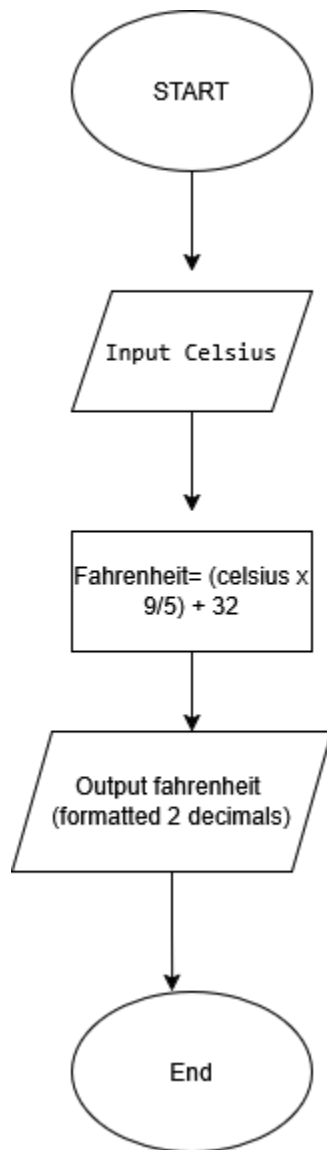 START
Input Celsius
Fahrenheit= (celsius x
9/5) + 32
Output fahrenheit
(formatted 2 decimals)
End